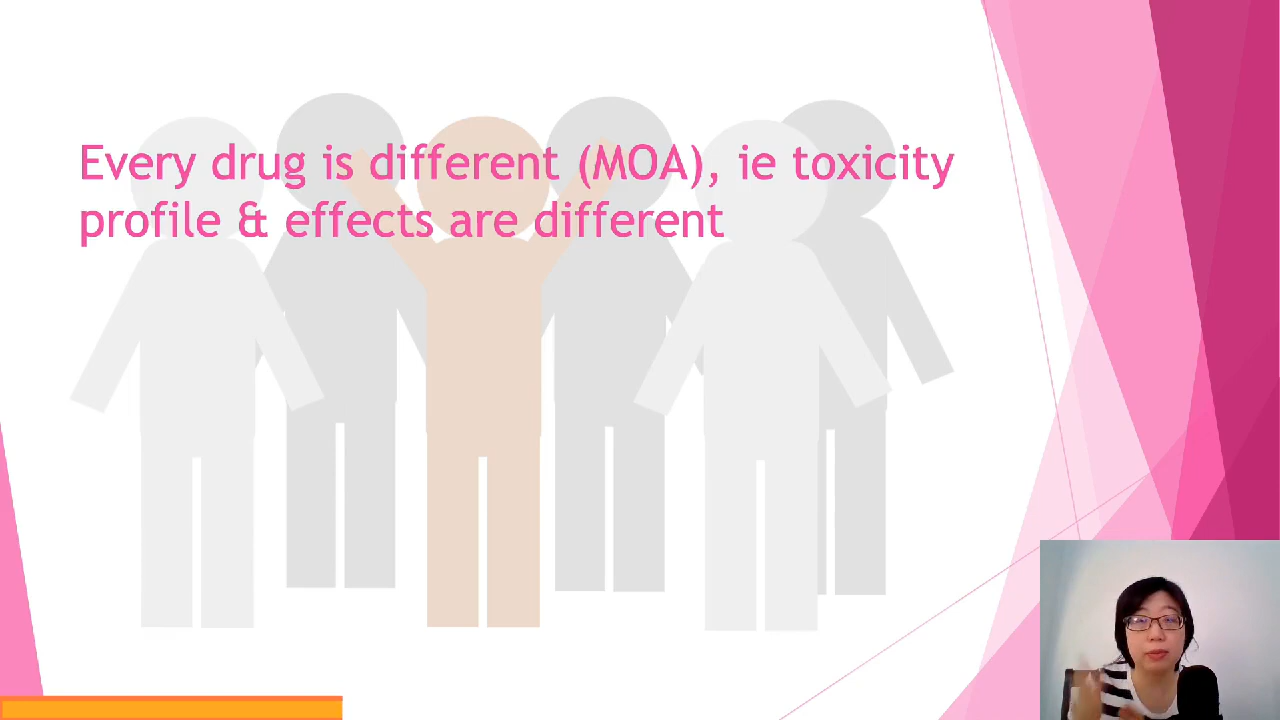 Every drug is different (MOA), ie toxicity
profile & effects are different